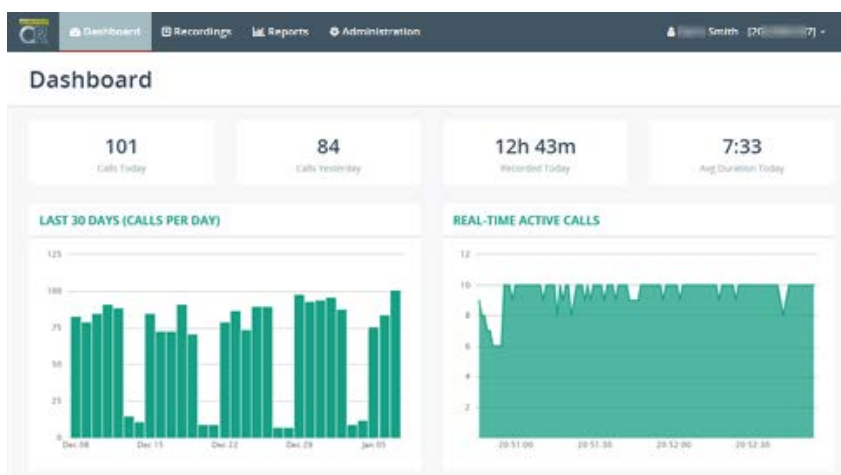 CR Dashboard Recordings Reports Administration Smith [20 7]
Dashboard
101 84 12h 43m 7:33
Calls Today Calls Yesterday Recorded Today Avg Duration Today
LAST 30 DAYS (CALLS PER DAY) REAL-TIME ACTIVE CALLS
125
100
75
50
25
0
Dec 08 Dec 15 Dec 22 Dec 29 Jan 05
12
10
8
6
4
2
20:51:00 20:51:30 20:52:00 20:52:30